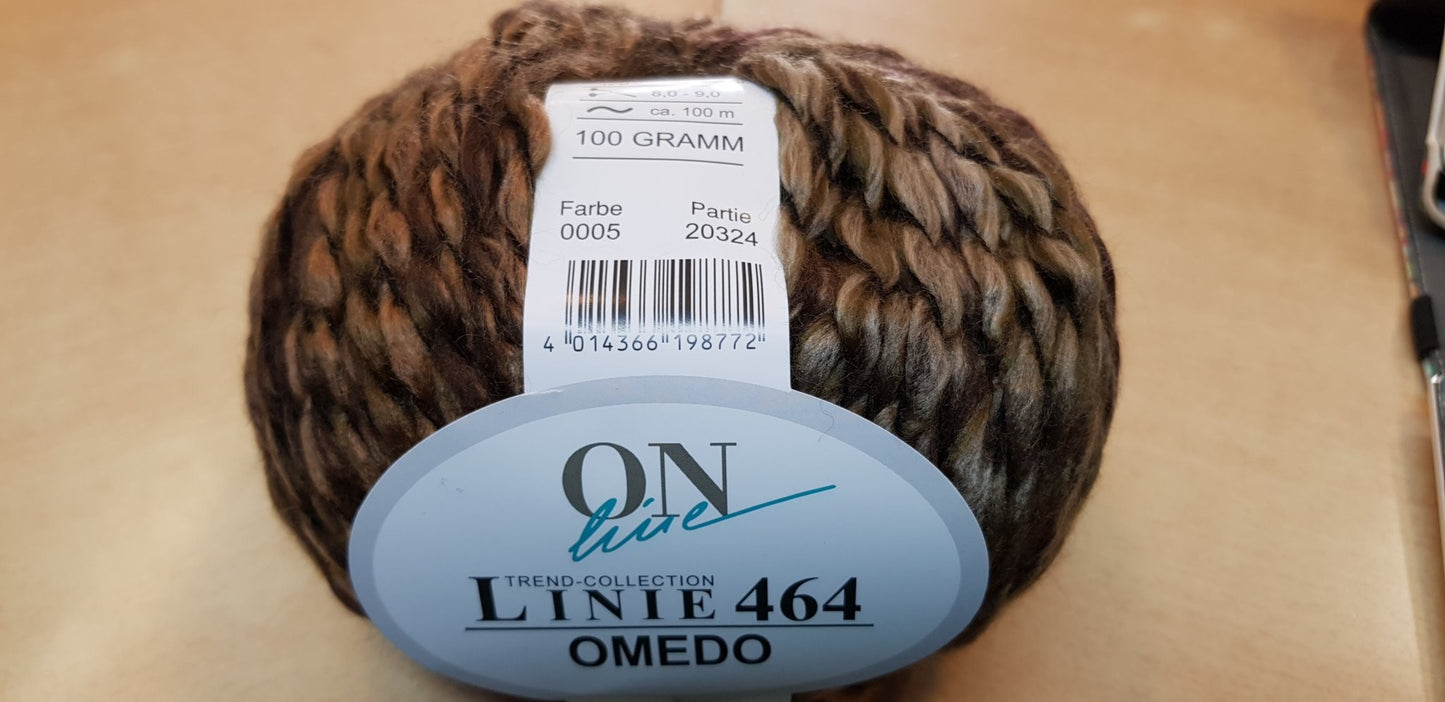 8,0 - 9,0
ca. 100 m
100 GRAMM
Farbe Partie
0005 20324
4 014366 198772
ON
line
TREND-COLLECTION
LINIE 464
OMEDO